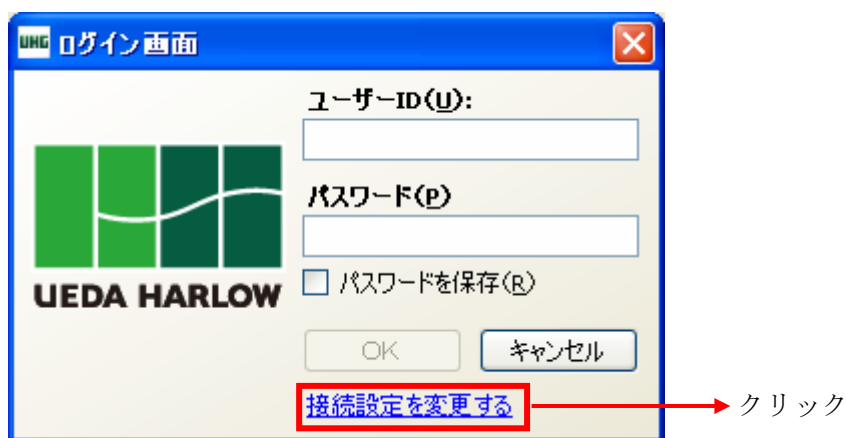 UHG ログイン画面
ユーザーID(U):
パスワード(P)
パスワードを保存(R)
UEDA HARLOW
OK キャンセル
接続設定を変更する クリック